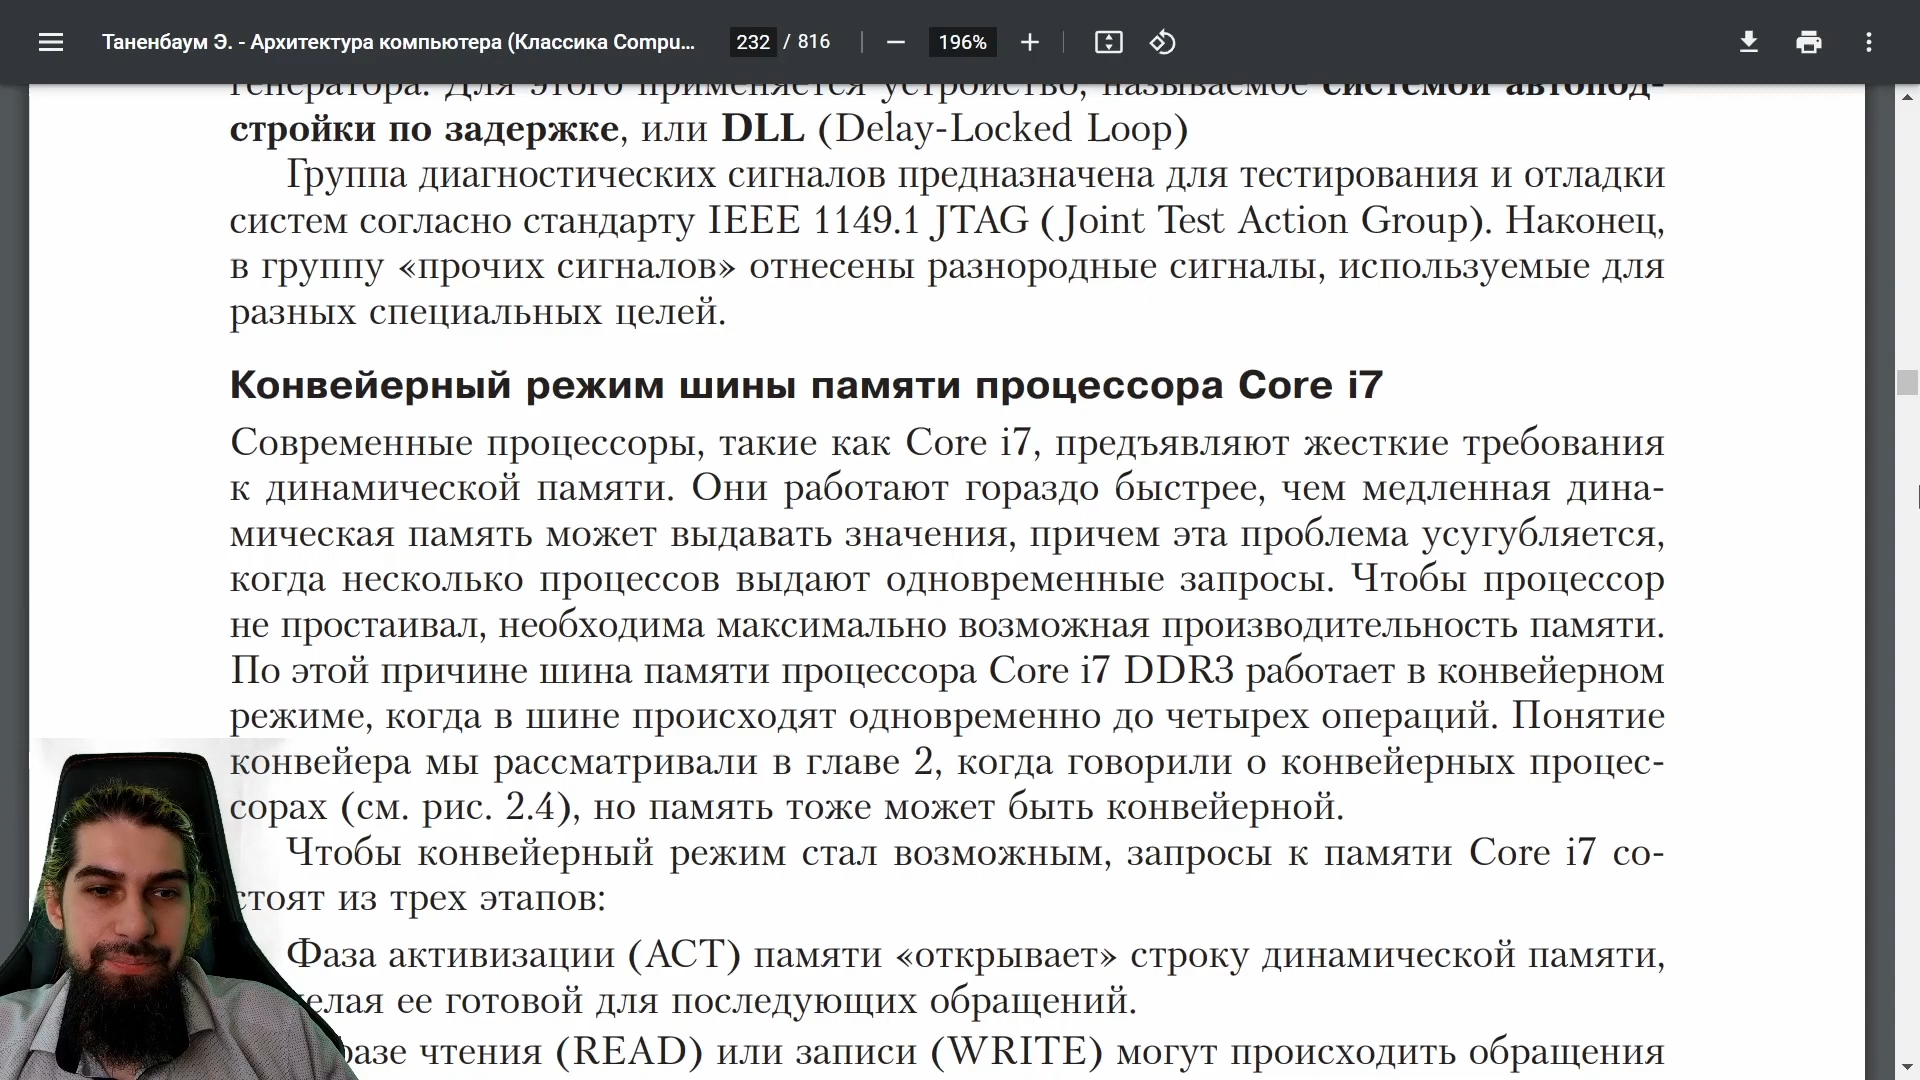 Таненбаум Э. - Архитектура компьютера (Классика Compu...
232 / 816
196%
генератора. Для этого применяется устройство, называемое системой автопод-
стройки по задержке, или DLL (Delay-Locked Loop)
Группа диагностических сигналов предназначена для тестирования и отладки
систем согласно стандарту IEEE 1149.1 JTAG (Joint Test Action Group). Наконец,
в группу «прочих сигналов» отнесены разнородные сигналы, используемые для
разных специальных целей.
Конвейерный режим шины памяти процессора Core i7
Современные процессоры, такие как Core i7, предъявляют жесткие требования
к динамической памяти. Они работают гораздо быстрее, чем медленная дина-
мическая память может выдавать значения, причем эта проблема усугубляется,
когда несколько процессов выдают одновременные запросы. Чтобы процессор
не простаивал, необходима максимально возможная производительность памяти.
По этой причине шина памяти процессора Core i7 DDR3 работает в конвейерном
режиме, когда в шине происходят одновременно до четырех операций. Понятие
конвейера мы рассматривали в главе 2, когда говорили о конвейерных процес-
сорах (см. рис. 2.4), но память тоже может быть конвейерной.
Чтобы конвейерный режим стал возможным, запросы к памяти Core i7 со-
стоят из трех этапов:
Фаза активизации (ACT) памяти «открывает» строку динамической памяти,
елая ее готовой для последующих обращений.
фазе чтения (READ) или записи (WRITE) могут происходить обращения